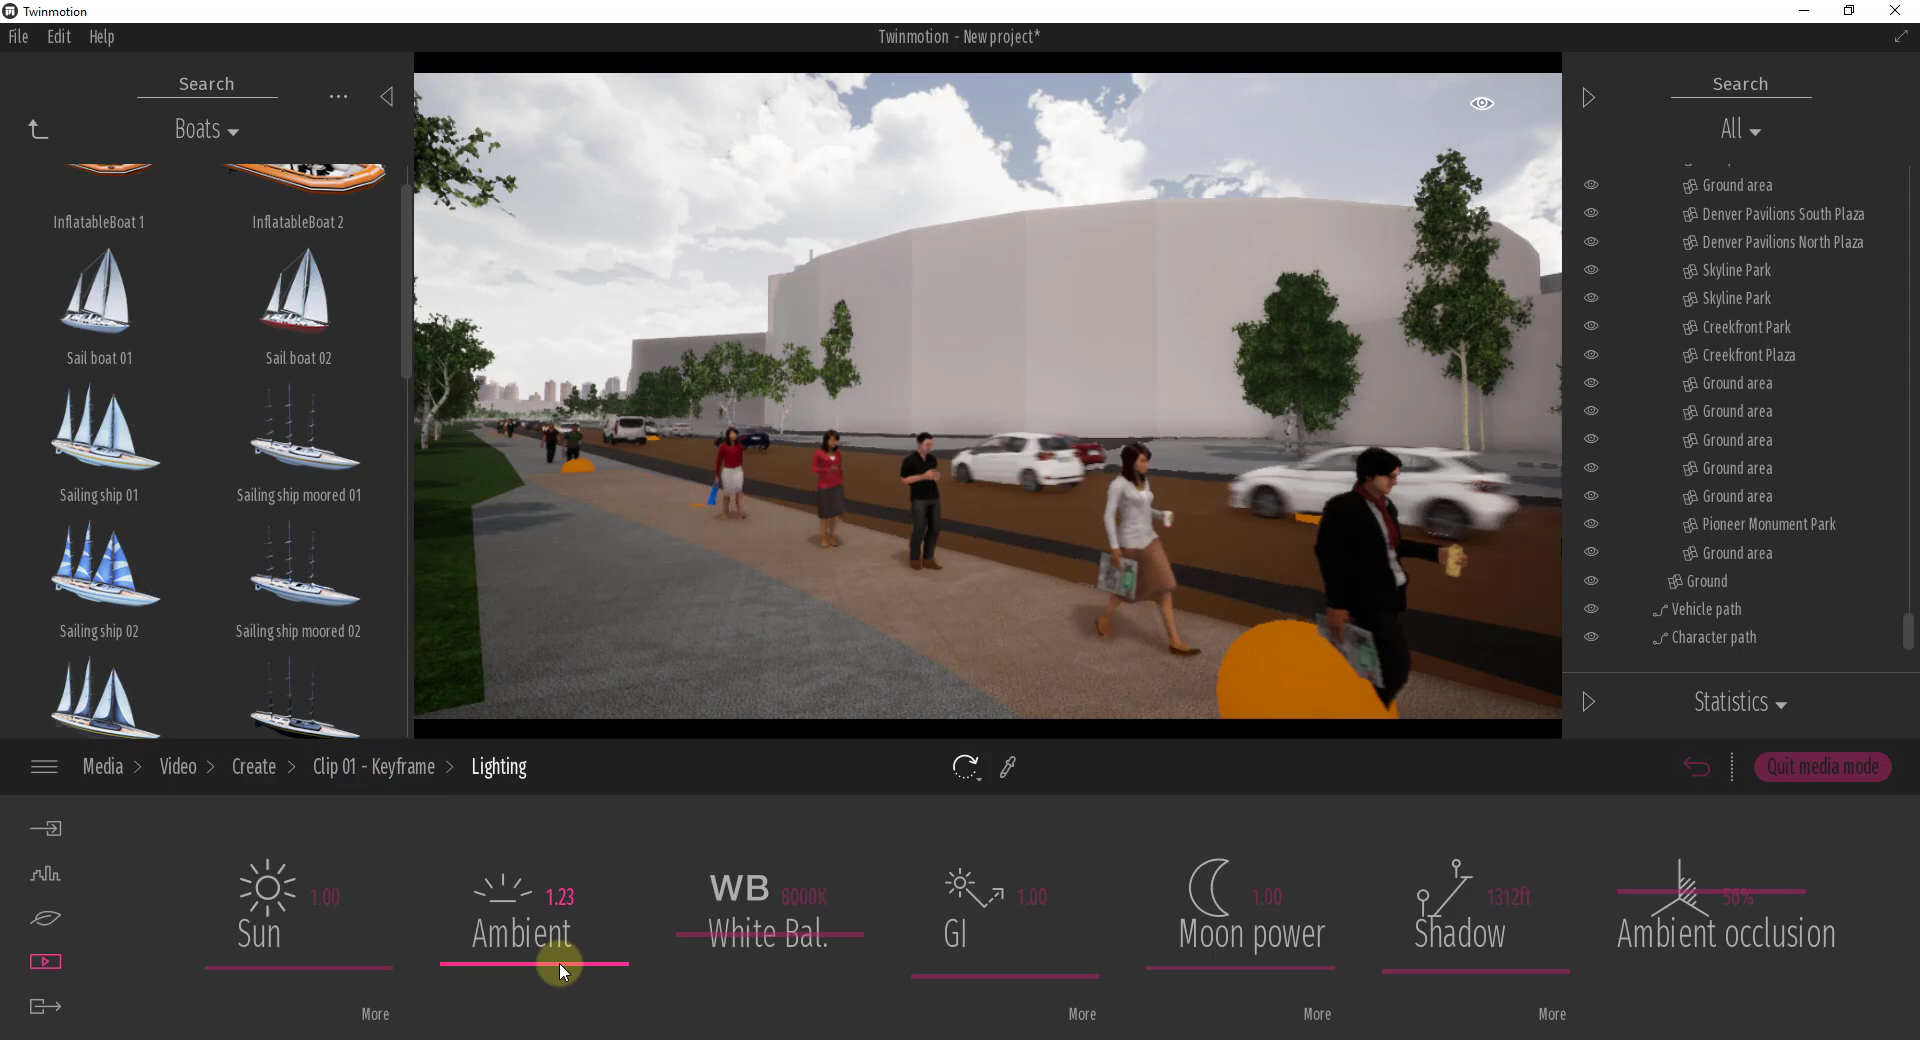 Twinmotion
File Edit Help
Twinmotion - New project*
Search
...
Boats
InflatableBoat 1
InflatableBoat 2
Sail boat 01
Sail boat 02
Sailing ship 01
Sailing ship moored 01
Sailing ship 02
Sailing ship moored 02
Search
All
Ground area
Denver Pavilions South Plaza
Denver Pavilions North Plaza
Skyline Park
Skyline Park
Creekfront Park
Creekfront Plaza
Ground area
Ground area
Ground area
Ground area
Ground area
Pioneer Monument Park
Ground area
Ground
Vehicle path
Character path
Statistics
Media > Video > Create > Clip 01 - Keyframe > Lighting
Quit media mode
1.00
Sun
More
1.23
Ambient
WB 8000K
White Bal.
1.00
GI
More
1.00
Moon power
More
1312ft
Shadow
More
56%
Ambient occlusion